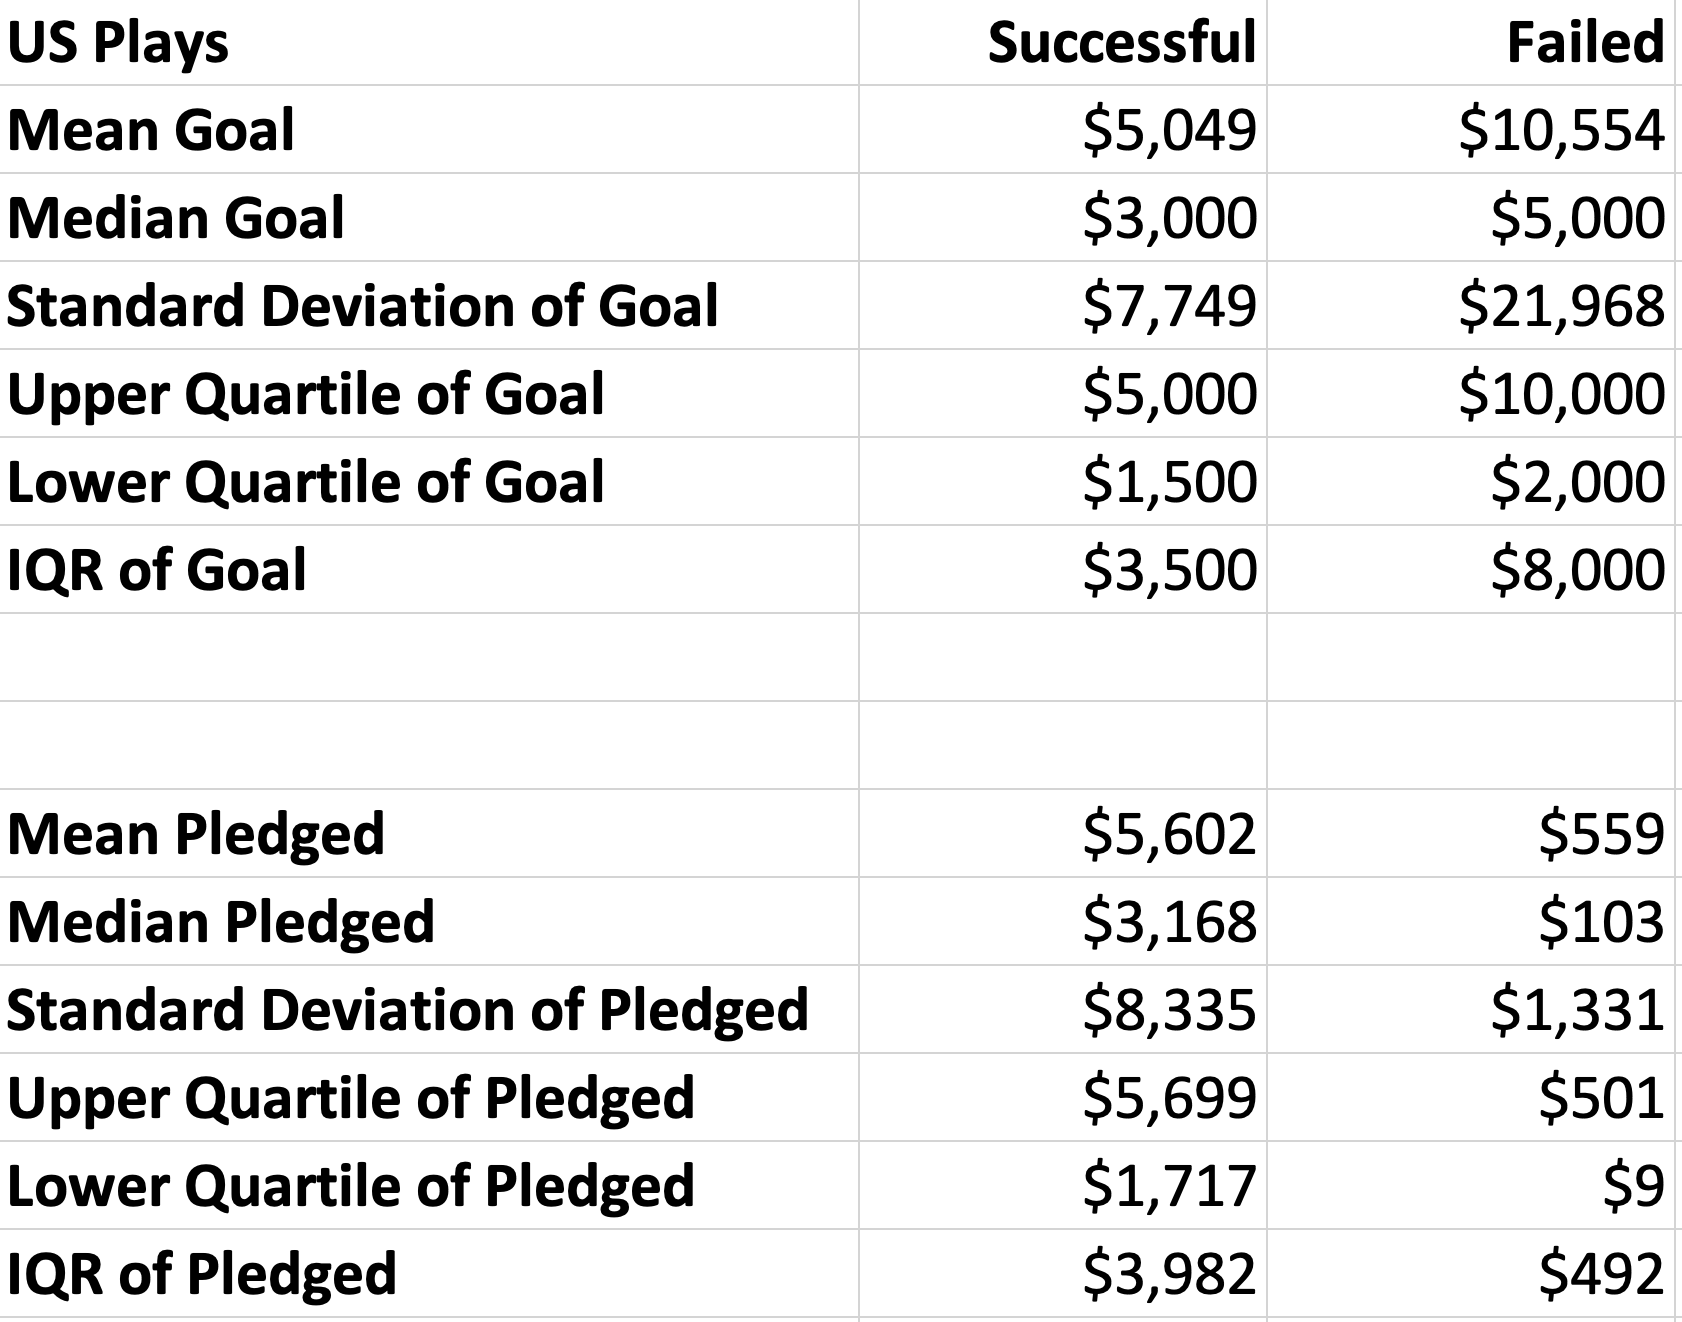 US Plays Successful Failed
Mean Goal $5,049 $10,554
Median Goal $3,000 $5,000
Standard Deviation of Goal $7,749 $21,968
Upper Quartile of Goal $5,000 $10,000
Lower Quartile of Goal $1,500 $2,000
IQR of Goal $3,500 $8,000
Mean Pledged $5,602 $559
Median Pledged $3,168 $103
Standard Deviation of Pledged $8,335 $1,331
Upper Quartile of Pledged $5,699 $501
Lower Quartile of Pledged $1,717 $9
IQR of Pledged $3,982 $492